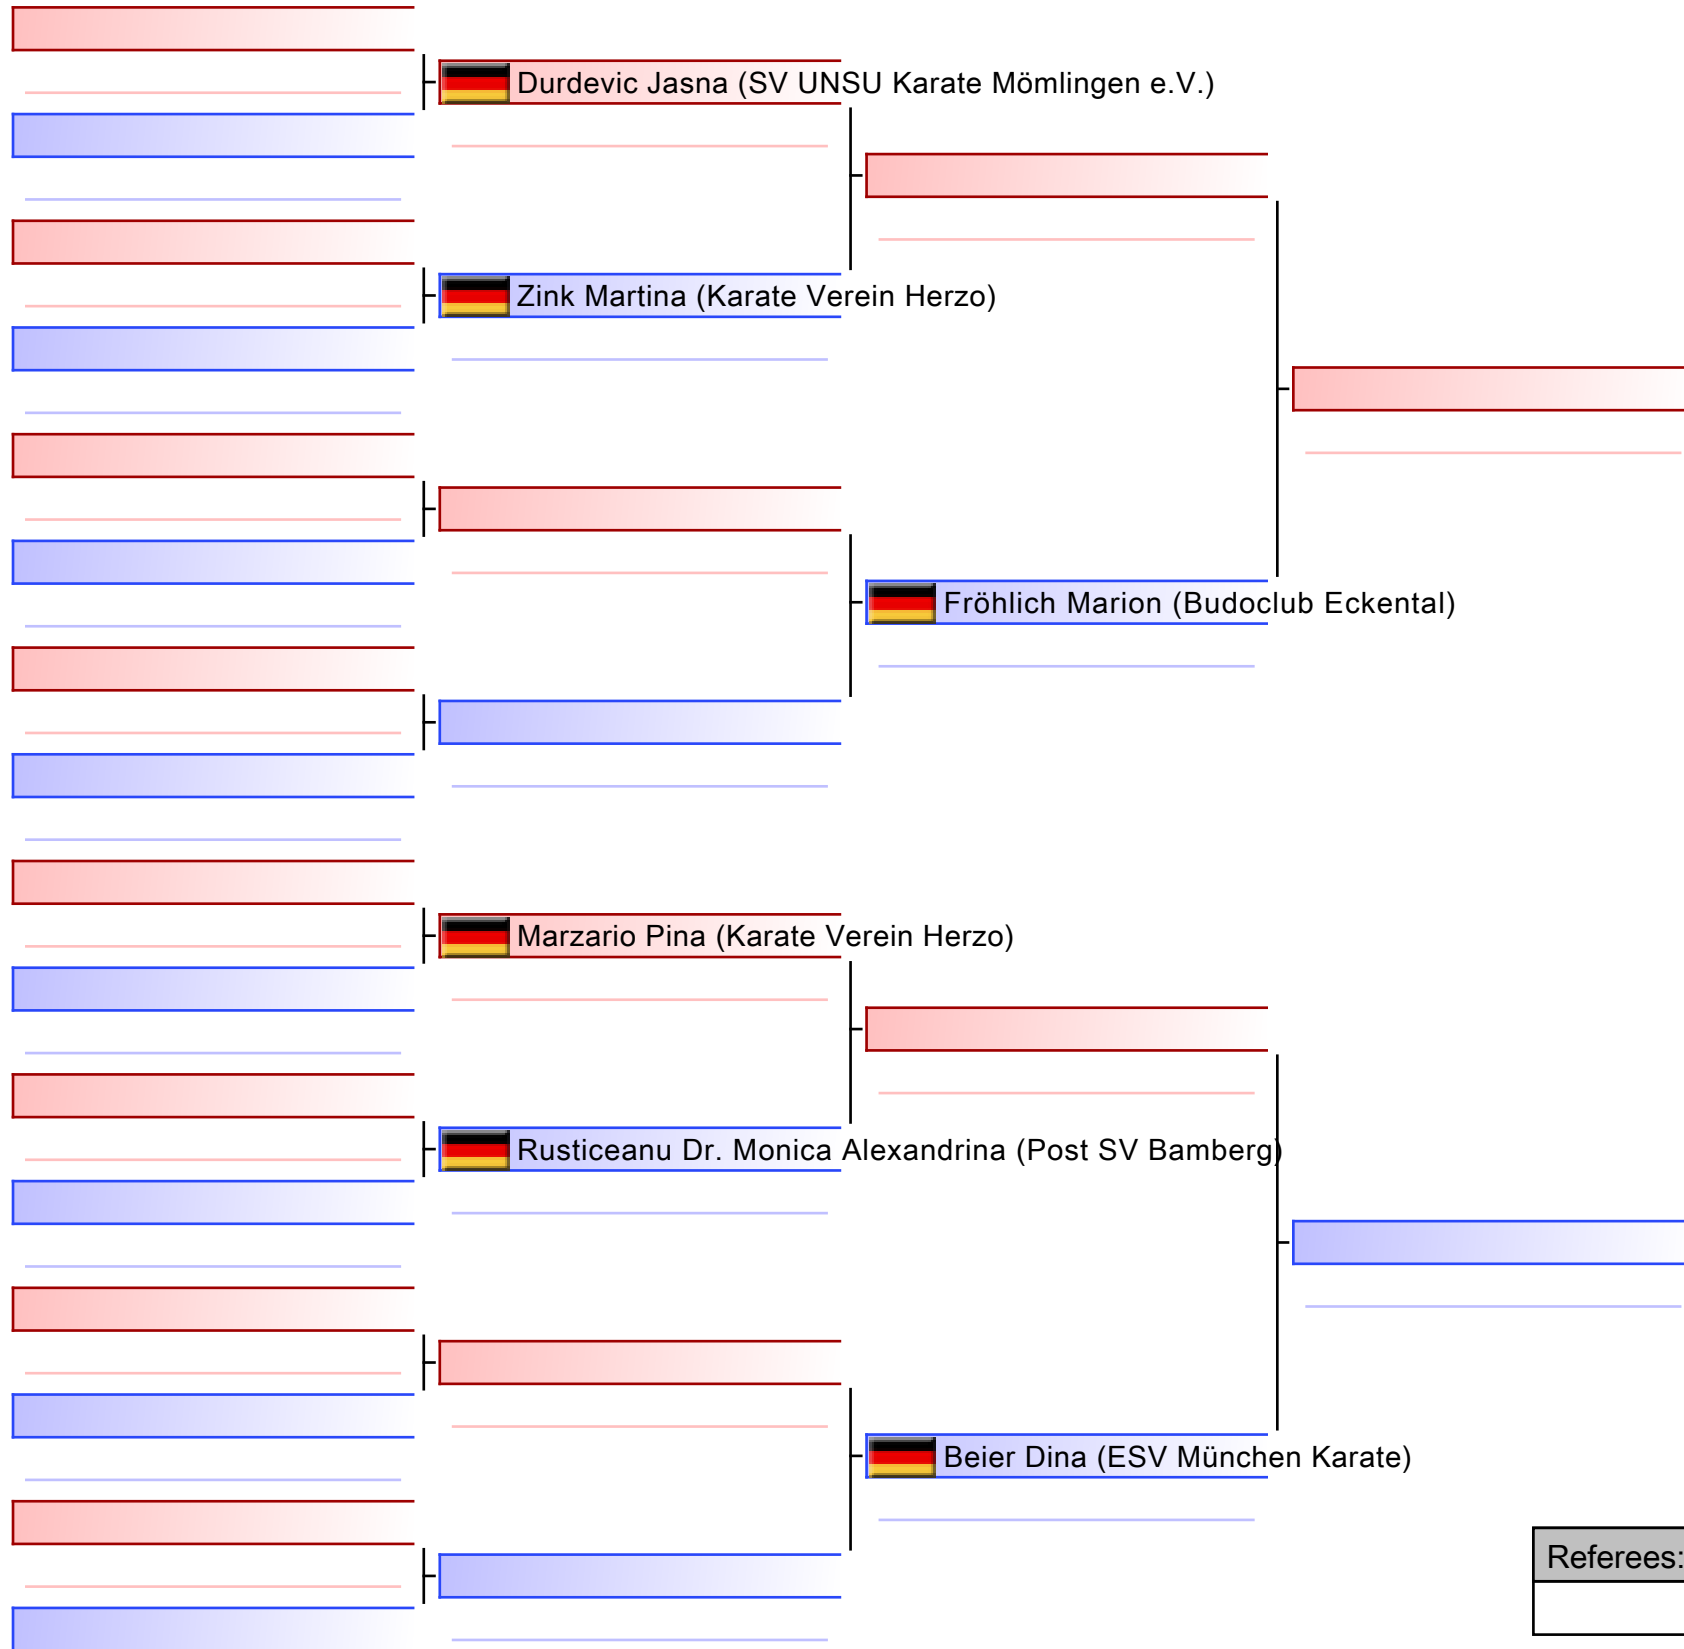 Durdevic Jasna (SV UNSU Karate Mömlingen e.V.)
Zink Martina (Karate Verein Herzo)
Fröhlich Marion (Budoclub Eckental)
Marzario Pina (Karate Verein Herzo)
Rusticeanu Dr. Monica Alexandrina (Post SV Bamberg)
Beier Dina (ESV München Karate)
Referees: